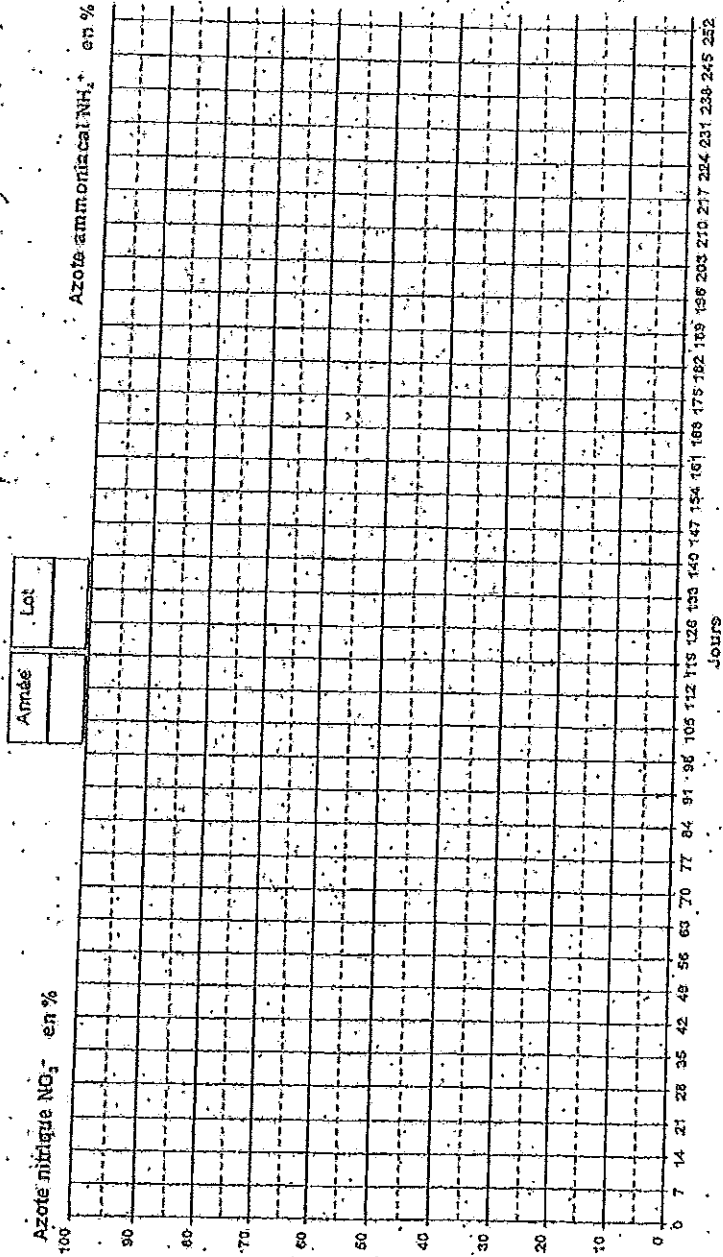 Année
Lot
Azote nitrique NO₃⁻ en %
Azote ammoniacal NH₄⁺ en %
100
90
80
70
60
50
40
30
20
10
0
0 7 14 21 28 35 42 49 56 63 70 77 84 91 98 105 112 119 126 133 140 147 154 161 168 175 182 189 196 203 210 217 224 231 238 245 252
Jours